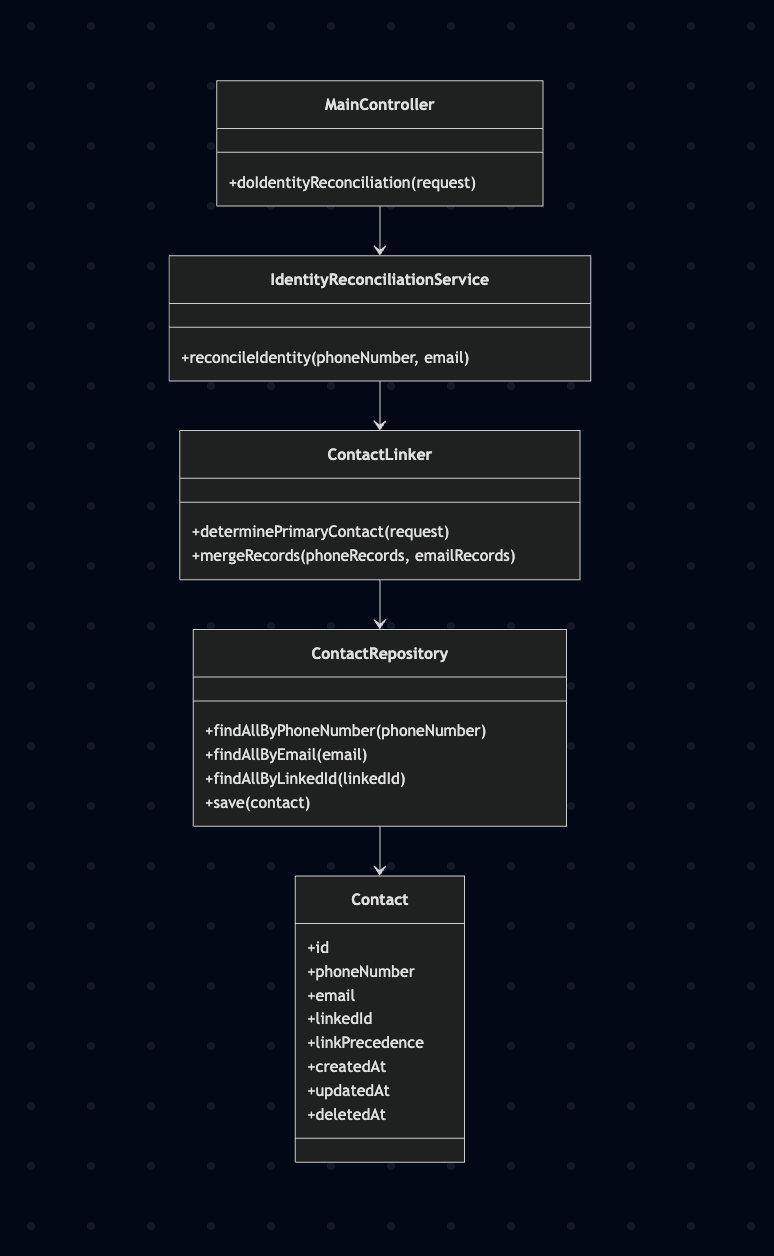 MainController
+doIdentityReconciliation(request)
IdentityReconciliationService
+reconcileIdentity(phoneNumber, email)
ContactLinker
+determinePrimaryContact(request)
+mergeRecords(phoneRecords, emailRecords)
ContactRepository
+findAllByPhoneNumber(phoneNumber)
+findAllByEmail(email)
+findAllByLinkedId(linkedId)
+save(contact)
Contact
+id
+phoneNumber
+email
+linkedId
+linkPrecedence
+createdAt
+updatedAt
+deletedAt